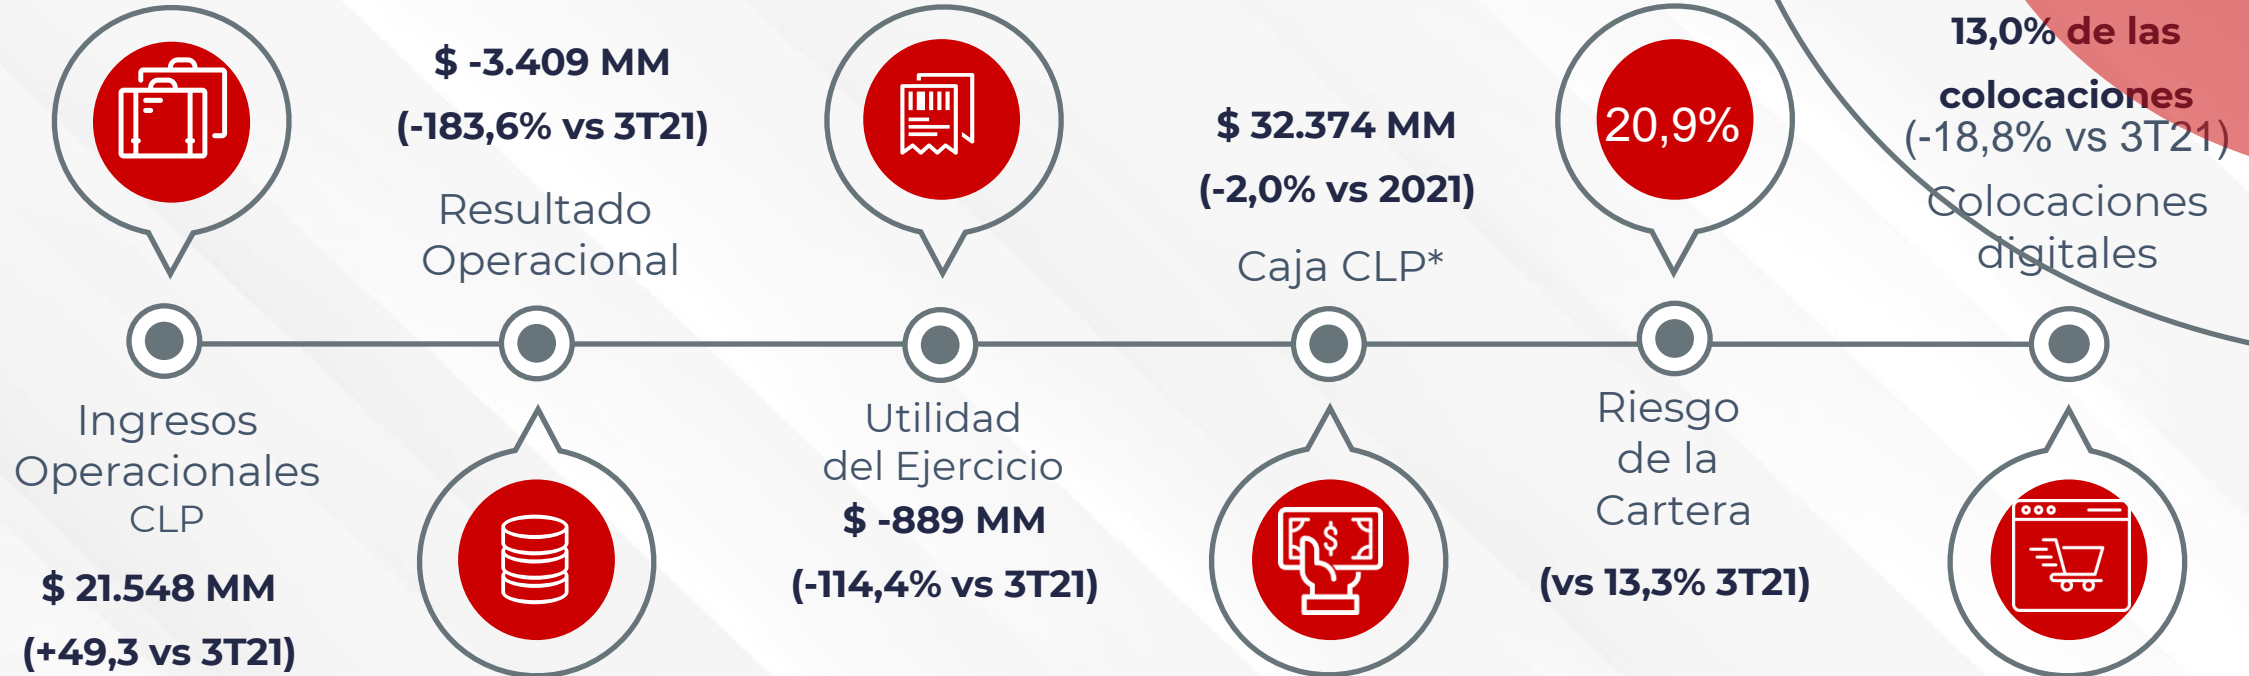 Ingresos
Operacionales
CLP
$ 21.548 MM
(+49,3 vs 3T21)
$ -3.409 MM
(-183,6% vs 3T21)
Resultado
Operacional
Utilidad
del Ejercicio
$ -889 MM
(-114,4% vs 3T21)
$ 32.374 MM
(-2,0% vs 2021)
Caja CLP*
20,9%
Riesgo
de la
Cartera
(vs 13,3% 3T21)
13,0% de las
colocaciones
(-18,8% vs 3T21)
Colocaciones
digitales